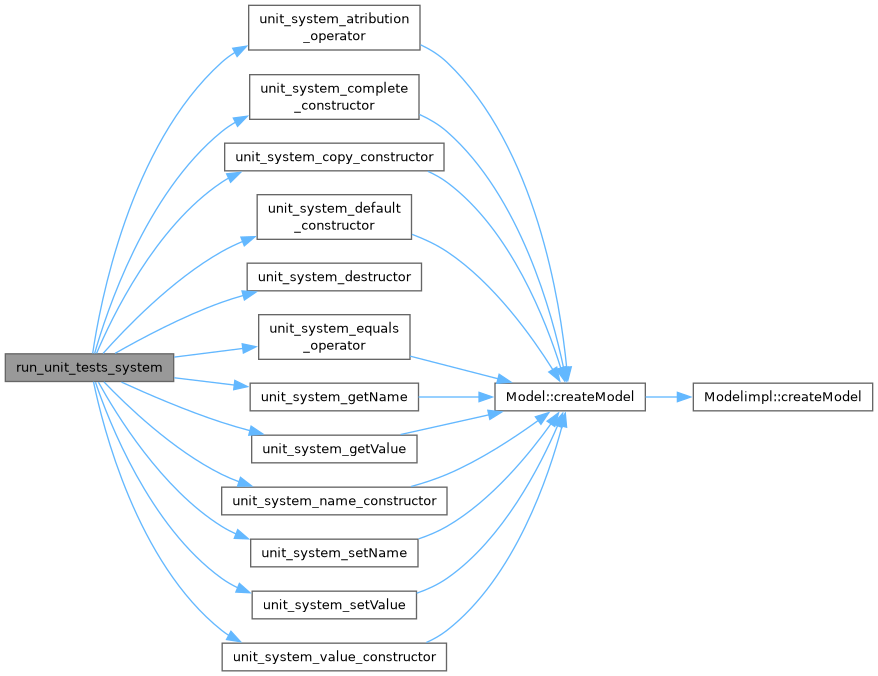 unit_system_atribution
_operator
unit_system_complete
_constructor
unit_system_copy_constructor
unit_system_default
_constructor
unit_system_destructor
unit_system_equals
_operator
run_unit_tests_system
unit_system_getName
Model::createModel
Modelimpl::createModel
unit_system_getValue
unit_system_name_constructor
unit_system_setName
unit_system_setValue
unit_system_value_constructor